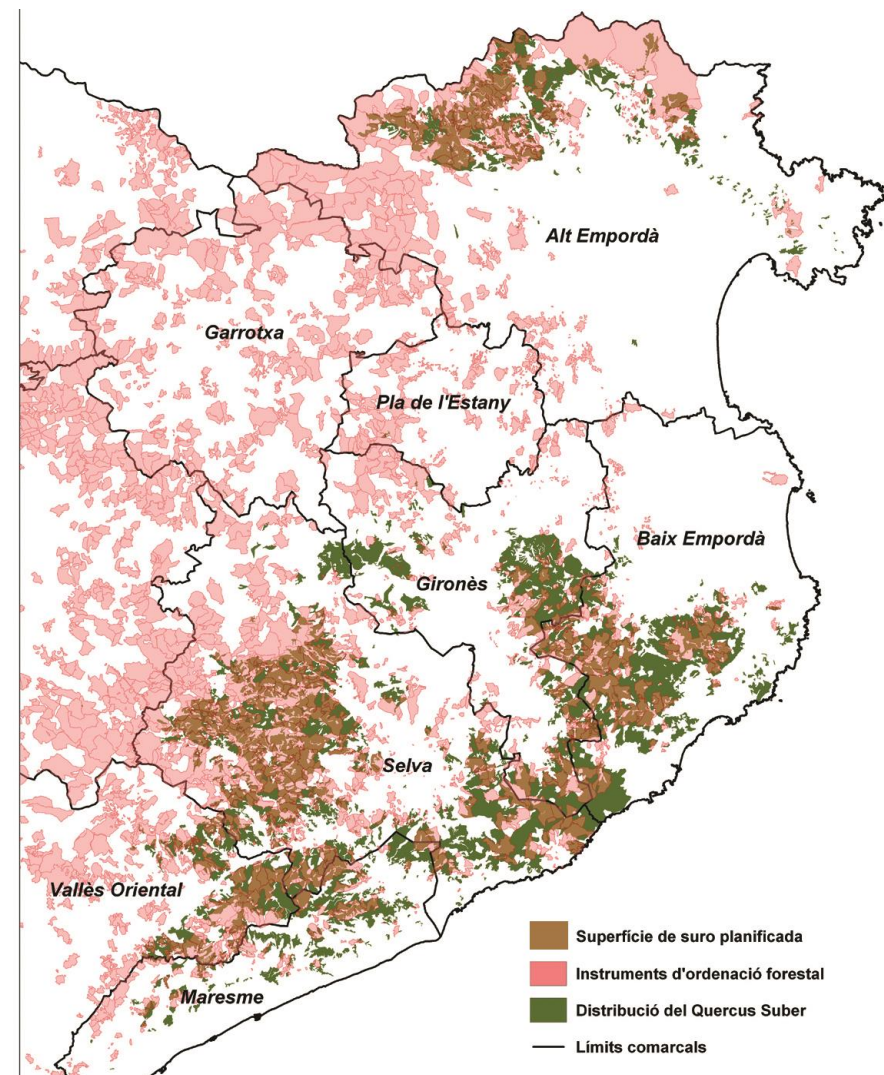 Alt Empordà
Garrotxa
Pla de l'Estany
Baix Empordà
Gironès
Selva
Vallès Oriental
Maresme
Superfície de suro planificada
Instruments d'ordenació forestal
Distribució del Quercus Suber
Límits comarcals